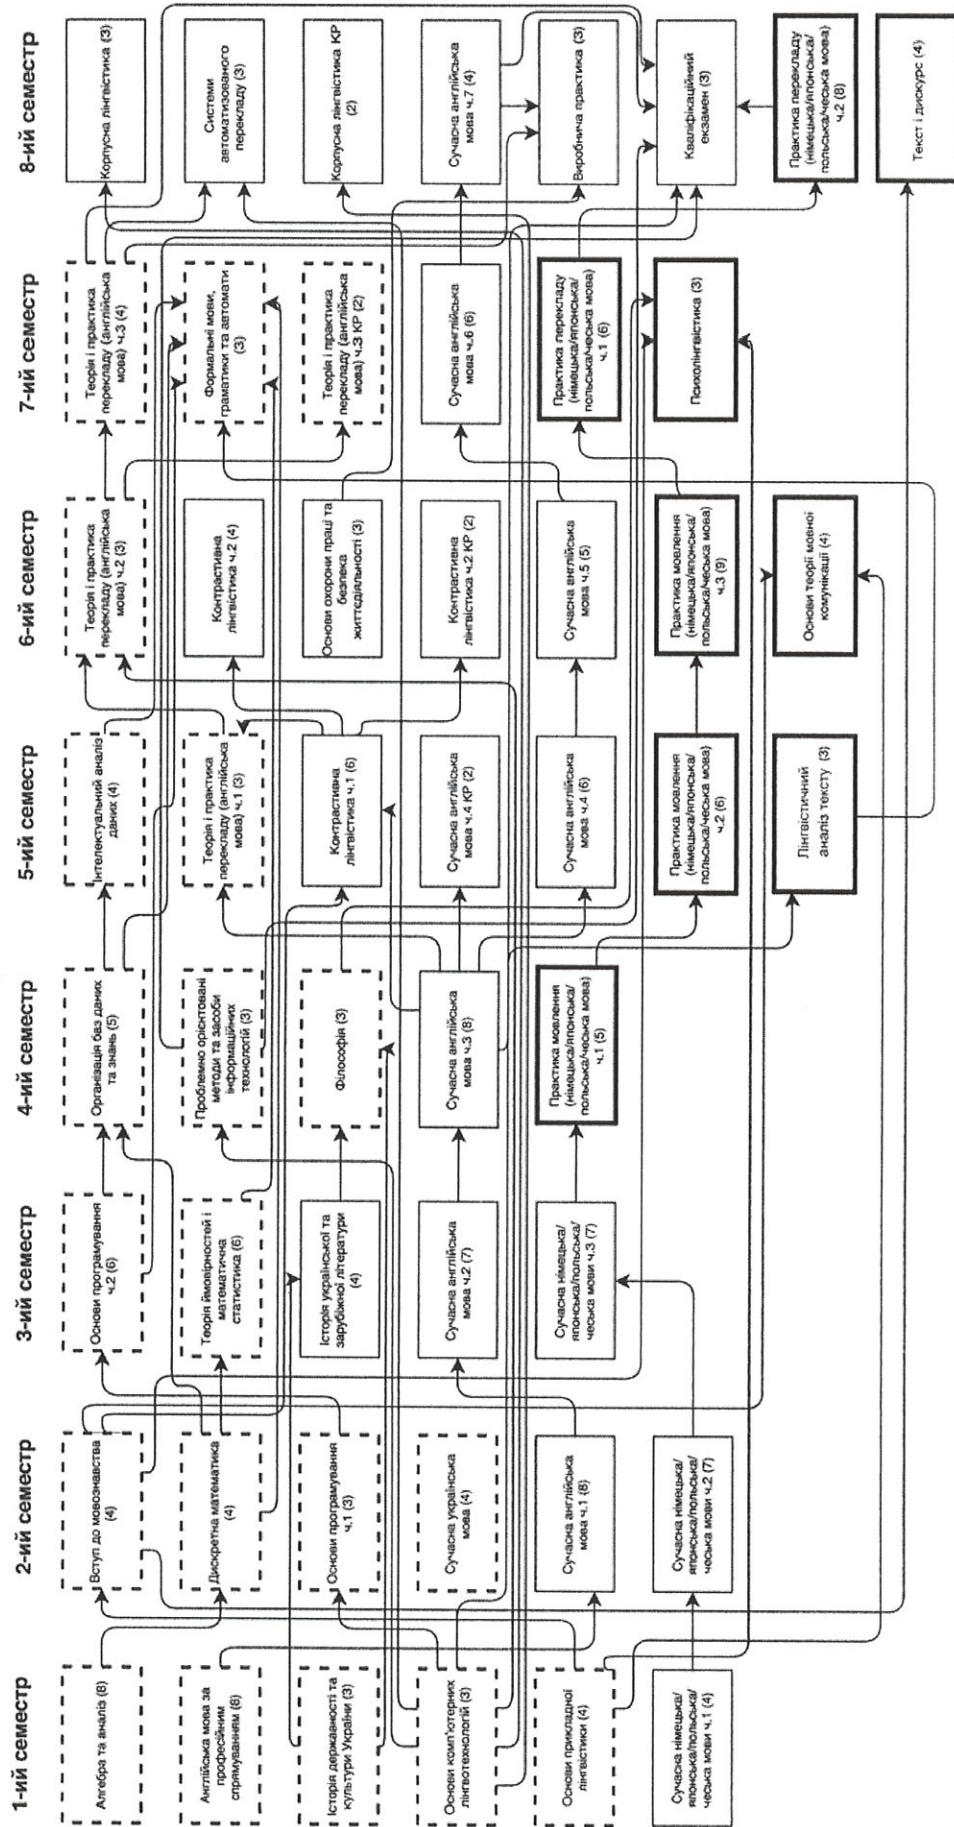 1-ий семестр
Алгебра та аналіз (8)
Англійська мова за
професійним
спрямуванням (8)
Історія державності та
культури України (3)
Основи комп'ютерних
лінгвотехнологій (3)
Основи прикладної
лінгвістики (4)
Сучасна німецька/
японська/польська/
чеська мови ч.1 (4)
2-ий семестр
Вступ до мовознавства
(4)
Дискретна математика
(4)
Основи програмування
ч.1 (3)
Сучасна українська
мова (4)
Сучасна англійська
мова ч.1 (8)
Сучасна німецька/
японська/польська/
чеська мови ч.2 (7)
3-ий семестр
Основи програмування
ч.2 (6)
Теорія ймовірностей і
математична
статистика (6)
Історія української та
зарубіжної літератури
(4)
Сучасна англійська
мова ч.2 (7)
Сучасна німецька/
японська/польська/
чеська мови ч.3 (7)
4-ий семестр
Організація баз даних
та знань (5)
Проблемно орієнтовані
методи та засоби
інформаційних
технологій (3)
Філософія (3)
Сучасна англійська
мова ч.3 (8)
Практика мовлення
(німецька/японська/
польська/чеська мова)
ч.1 (5)
5-ий семестр
Інтелектуальний аналіз
даних (4)
Теорія і практика
перекладу (англійська
мова) ч.1 (3)
Контрастивна
лінгвістика ч.1 (6)
Сучасна англійська
мова ч.4 КР (2)
Сучасна англійська
мова ч.4 (6)
Практика мовлення
(німецька/японська/
польська/чеська мова)
ч.2 (6)
Лінгвістичний
аналіз тексту (3)
6-ий семестр
Теорія і практика
перекладу (англійська
мова) ч.2 (3)
Контрастивна
лінгвістика ч.2 (4)
Основи охорони праці та
безпека
життєдіяльності (3)
Контрастивна
лінгвістика ч.2 КР (2)
Сучасна англійська
мова ч.5 (5)
Практика мовлення
(німецька/японська/
польська/чеська мова)
ч.3 (9)
Основи теорії мовної
комунікації (4)
7-ий семестр
Теорія і практика
перекладу (англійська
мова) ч.3 (4)
Формальні мови,
граматики та автомати
(3)
Теорія і практика
перекладу (англійська
мова) ч.3 КР (2)
Сучасна англійська
мова ч.6 (6)
Практика перекладу
(німецька/японська/
польська/чеська мова)
ч.1 (6)
Психолінгвістика (3)
8-ий семестр
Корпусна лінгвістика (3)
Системи
автоматизованого
перекладу (3)
Корпусна лінгвістика КР
(2)
Сучасна англійська
мова ч.7 (4)
Виробнича практика (3)
Кваліфікаційний
екзамен (3)
Практика перекладу
(німецька/японська/
польська/чеська мова)
ч.2 (8)
Текст і дискурс (4)